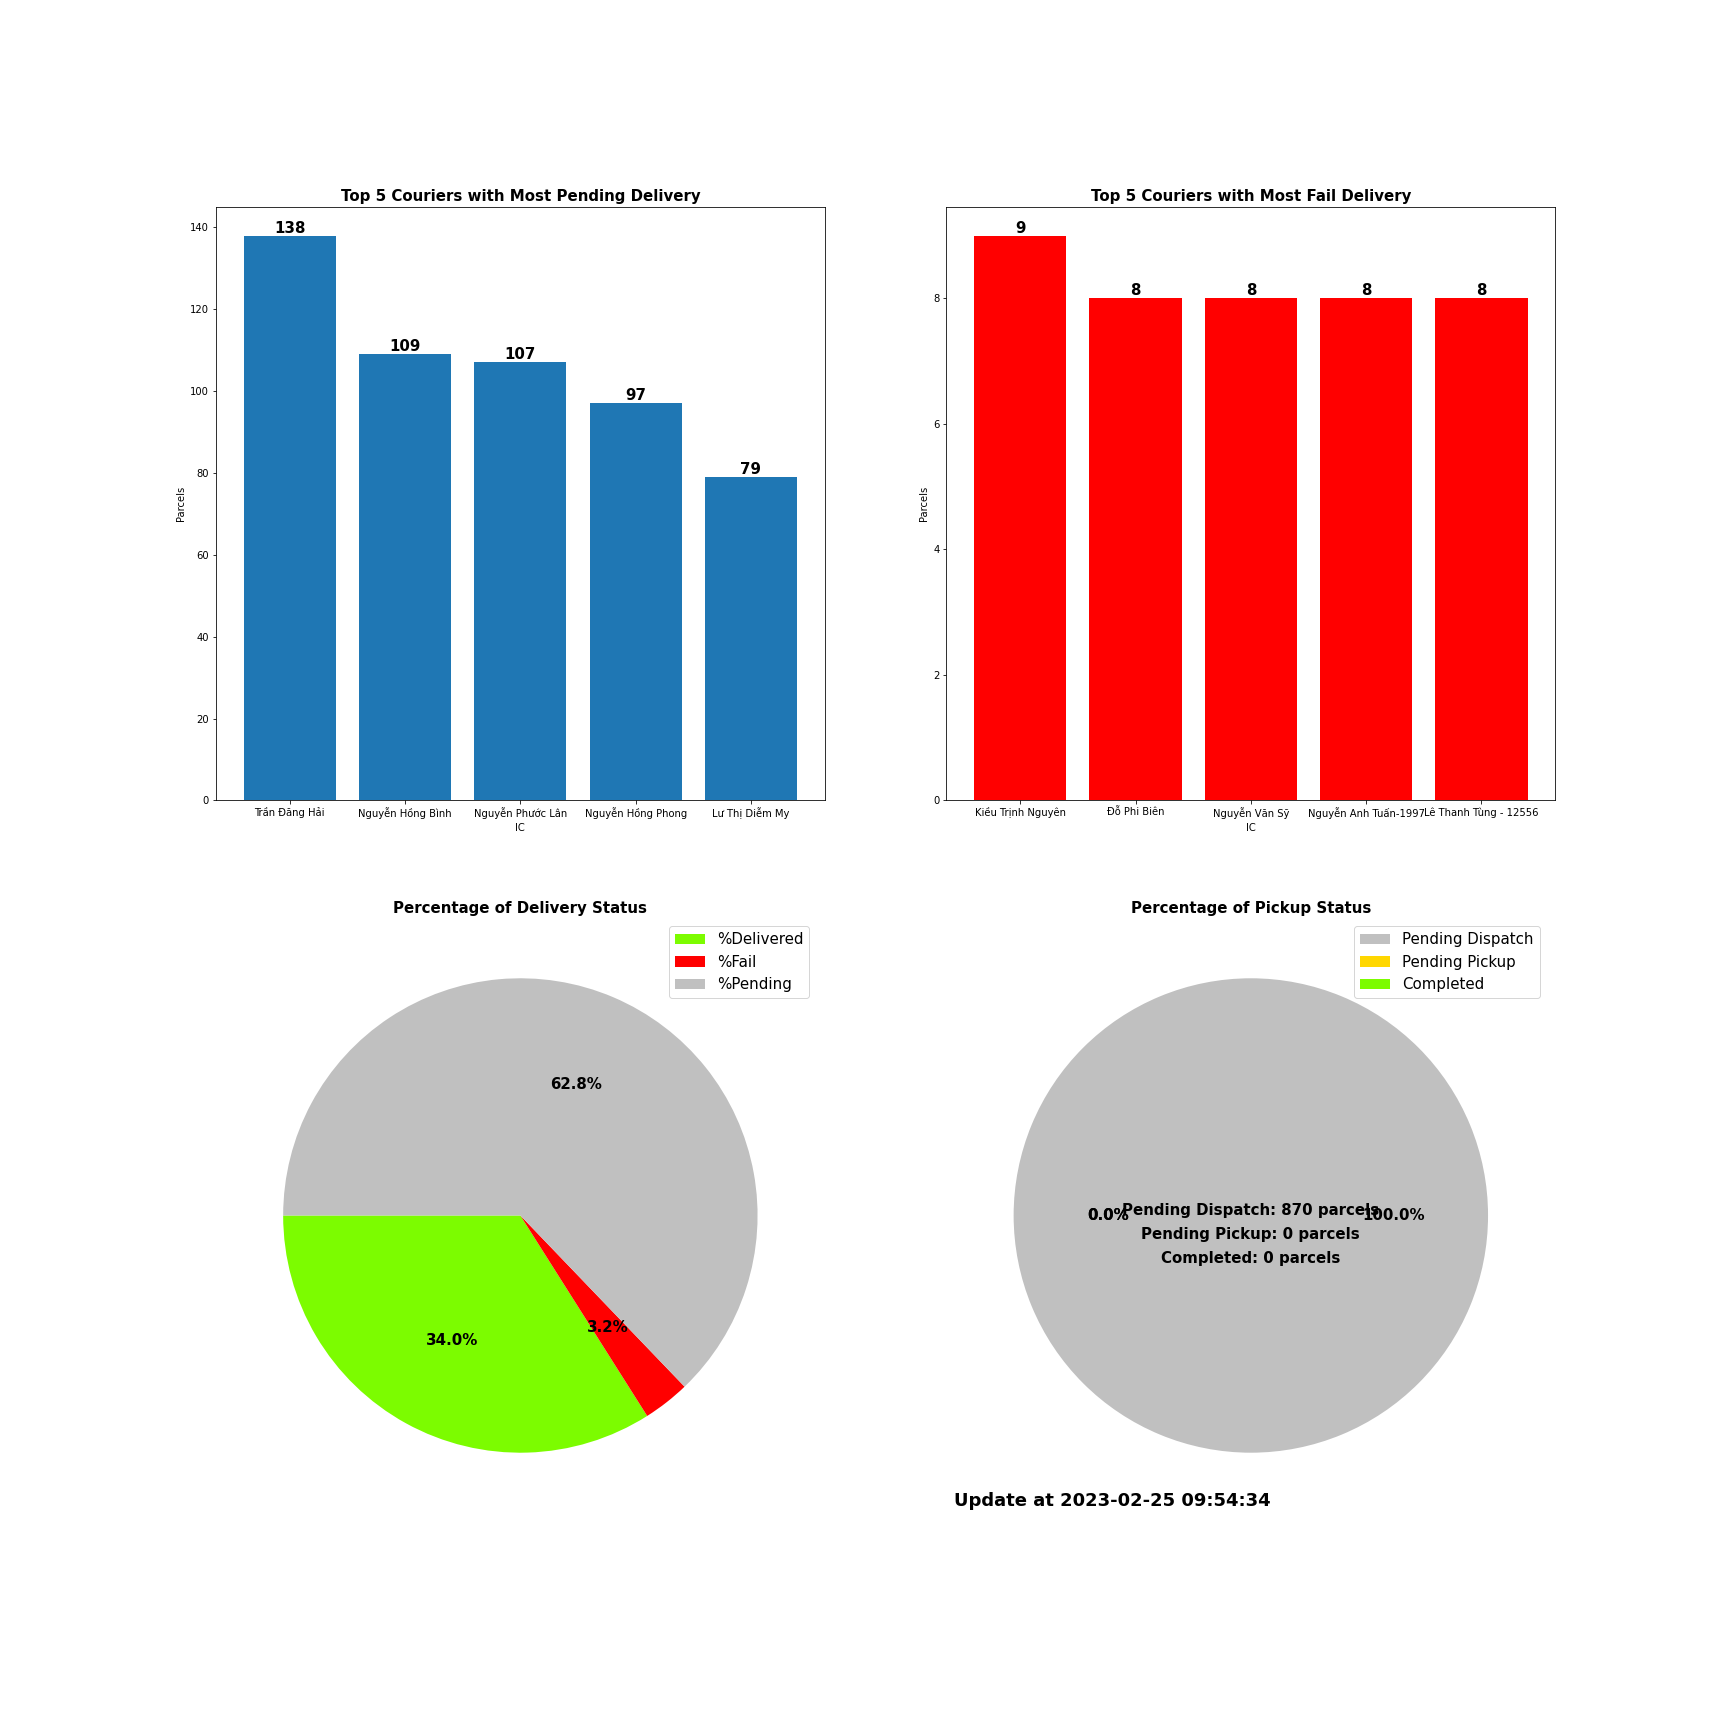 Top 5 Couriers with Most Pending Delivery
140
120
100
80
60
40
20
0
Parcels
138
109
107
97
79
Trần Đăng Hải
Nguyễn Hồng Bình
Nguyễn Phước Lân
Nguyễn Hồng Phong
Lư Thị Diễm My
IC
Top 5 Couriers with Most Fail Delivery
8
6
4
2
0
Parcels
9
8
8
8
8
Kiều Trịnh Nguyên
Đỗ Phi Biên
Nguyễn Văn Sỹ
Nguyễn Anh Tuấn-1997
Lê Thanh Tùng - 12556
IC
Percentage of Delivery Status
%Delivered
%Fail
%Pending
62.8%
34.0%
3.2%
Percentage of Pickup Status
Pending Dispatch
Pending Pickup
Completed
0.0%
Pending Dispatch: 870 parcels
100.0%
Pending Pickup: 0 parcels
Completed: 0 parcels
Update at 2023-02-25 09:54:34